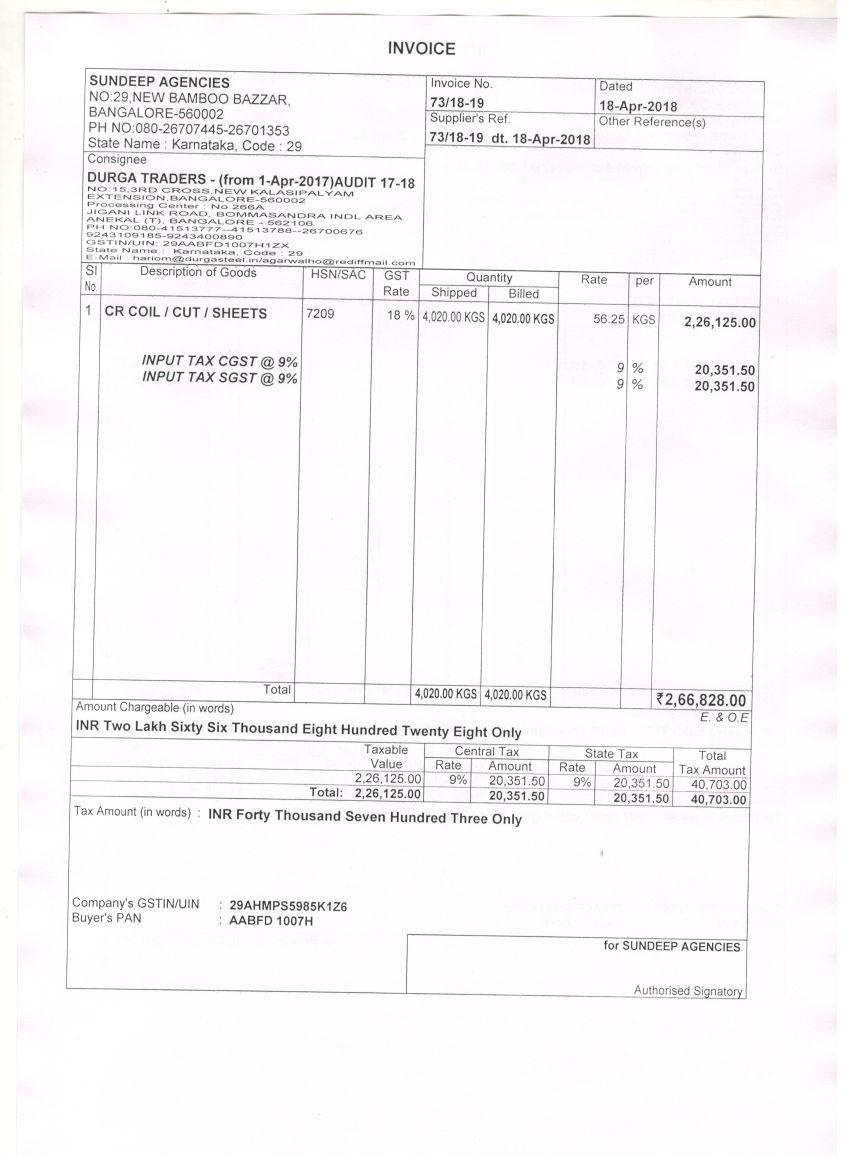 INVOICE
SUNDEEP AGENCIES
NO:29,NEW BAMBOO BAZZAR,
BANGALORE-560002
PH NO:080-26707445-26701353
State Name : Karnataka, Code : 29
Invoice No.
73/18-19
Dated
18-Apr-2018
Supplier's Ref.
73/18-19 dt. 18-Apr-2018
Other Reference(s)
Consignee
DURGA TRADERS - (from 1-Apr-2017)AUDIT 17-18
NO:15,3RD CROSS,NEW KALASIPALYAM
EXTENSION,BANGALORE-560002
Processing Center : No.266A
JIGANI LINK ROAD, BOMMASANDRA INDL AREA
ANEKAL (T), BANGALORE - 562106
PH NO:080-41513777--41513788--26700676
9243109185-9243400890
GSTIN/UIN: 29AABFD1007H1ZX
State Name : Karnataka, Code : 29
E-Mail : hariom@durgasteel.in/agarwalho@rediffmail.com
Sl No. Description of Goods HSN/SAC GST Rate Quantity Rate per Amount
Shipped Billed
1 CR COIL / CUT / SHEETS 7209 18 % 4,020.00 KGS 4,020.00 KGS 56.25 KGS 2,26,125.00
INPUT TAX CGST @ 9% 9 % 20,351.50
INPUT TAX SGST @ 9% 9 % 20,351.50
Total 4,020.00 KGS 4,020.00 KGS ₹2,66,828.00
Amount Chargeable (in words) E. & O.E
INR Two Lakh Sixty Six Thousand Eight Hundred Twenty Eight Only
Taxable Value Central Tax State Tax Total Tax Amount
Rate Amount Rate Amount
2,26,125.00 9% 20,351.50 9% 20,351.50 40,703.00
Total: 2,26,125.00 20,351.50 20,351.50 40,703.00
Tax Amount (in words) : INR Forty Thousand Seven Hundred Three Only
Company's GSTIN/UIN : 29AHMPS5985K1Z6
Buyer's PAN : AABFD 1007H
for SUNDEEP AGENCIES
Authorised Signatory